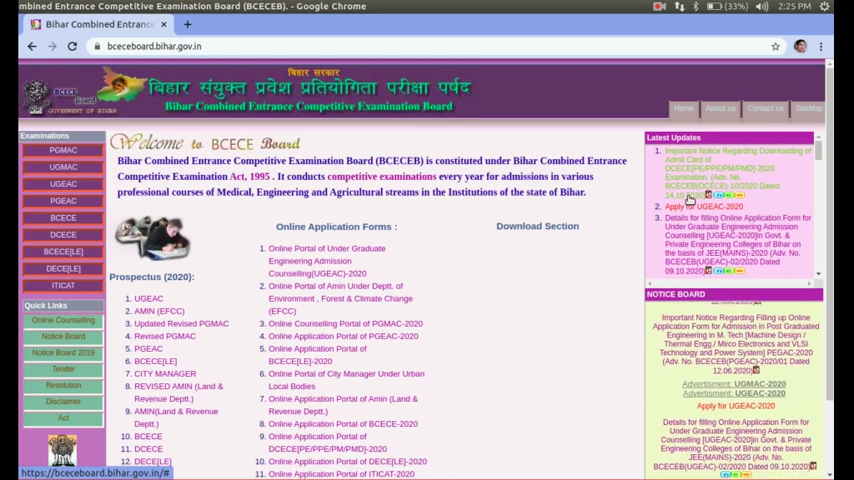 mbined Entrance Competitive Examination Board (BCECEB). - Google Chrome
(33%)
2:25 PM
Bihar Combined Entrance
bceceboard.bihar.gov.in
BCECE
Board
GOVERNMENT OF BIHAR
बिहार सरकार
बिहार संयुक्त प्रवेश प्रतियोगिता परीक्षा पर्षद
Bihar Combined Entrance Competitive Examination Board
Home
About us
Contact us
SiteMap
Examinations
PGMAC
UGMAC
UGEAC
PGEAC
BCECE
DCECE
BCECE[LE]
DCECE[LE]
ITICAT
Quick Links
Online Counselling
Notice Board
Notice Board 2019
Tender
Resolution
Disclaimer
Act
Welcome to BCECE Board
Bihar Combined Entrance Competitive Examination Board (BCECEB) is constituted under Bihar Combined Entrance
Competitive Examination Act, 1995 . It conducts competitive examinations every year for admissions in various
professional courses of Medical, Engineering and Agricultural streams in the Institutions of the state of Bihar.
Prospectus (2020):
1. UGEAC
2. AMIN (EFCC)
3. Updated Revised PGMAC
4. Revised PGMAC
5. PGEAC
6. BCECE[LE]
7. CITY MANAGER
8. REVISED AMIN (Land &
Revenue Deptt.)
9. AMIN(Land & Revenue
Deptt.)
10. BCECE
11. DCECE
12. DECE[LE]
Online Application Forms :
1. Online Portal of Under Graduate
Engineering Admission
Counselling(UGEAC)-2020
2. Online Portal of Amin Under Deptt. of
Environment , Forest & Climate Change
(EFCC)
3. Online Counselling Portal of PGMAC-2020
4. Online Application Portal of PGEAC-2020
5. Online Application Portal of
BCECE[LE]-2020
6. Online Portal of City Manager Under Urban
Local Bodies
7. Online Application Portal of Amin (Land &
Revenue Deptt.)
8. Online Application Portal of BCECE-2020
9. Online Application Portal of
DCECE[PE/PPE/PM/PMD]-2020
10. Online Application Portal of DECE[LE]-2020
11. Online Application Portal of ITICAT-2020
Download Section
Latest Updates
1. Important Notice Regarding Downloading of
Admit Card of
DCECE[PE/PPE/PM/PMD]-2020
Examination. (Adv. No.
BCECEB(DCECE)-10/2020 Dated
14.10.2020)
2. Apply for UGEAC-2020
3. Details for filling Online Application Form for
Under Graduate Engineering Admission
Counselling [UGEAC-2020]in Govt. &
Private Engineering Colleges of Bihar on
the basis of JEE(MAINS)-2020 (Adv. No.
BCECEB(UGEAC)-02/2020 Dated
09.10.2020)
NOTICE BOARD
Important Notice Regarding Filling up Online
Application Form for Admission in Post Graduated
Engineering in M. Tech [Machine Design /
Thermal Engg./ Mirco Electronics and VLSI
Technology and Power System] PEGAC-2020
(Adv. No. BCECEB(PGEAC)-2020/01 Dated
12.06.2020)
Advertisment: UGMAC-2020
Advertisment: UGEAC-2020
Apply for UGEAC-2020
Details for filling Online Application Form for
Under Graduate Engineering Admission
Counselling [UGEAC-2020]in Govt. & Private
Engineering Colleges of Bihar on the basis of
JEE(MAINS)-2020 (Adv. No.
BCECEB(UGEAC)-02/2020 Dated 09.10.2020)
https://bceceboard.bihar.gov.in/#